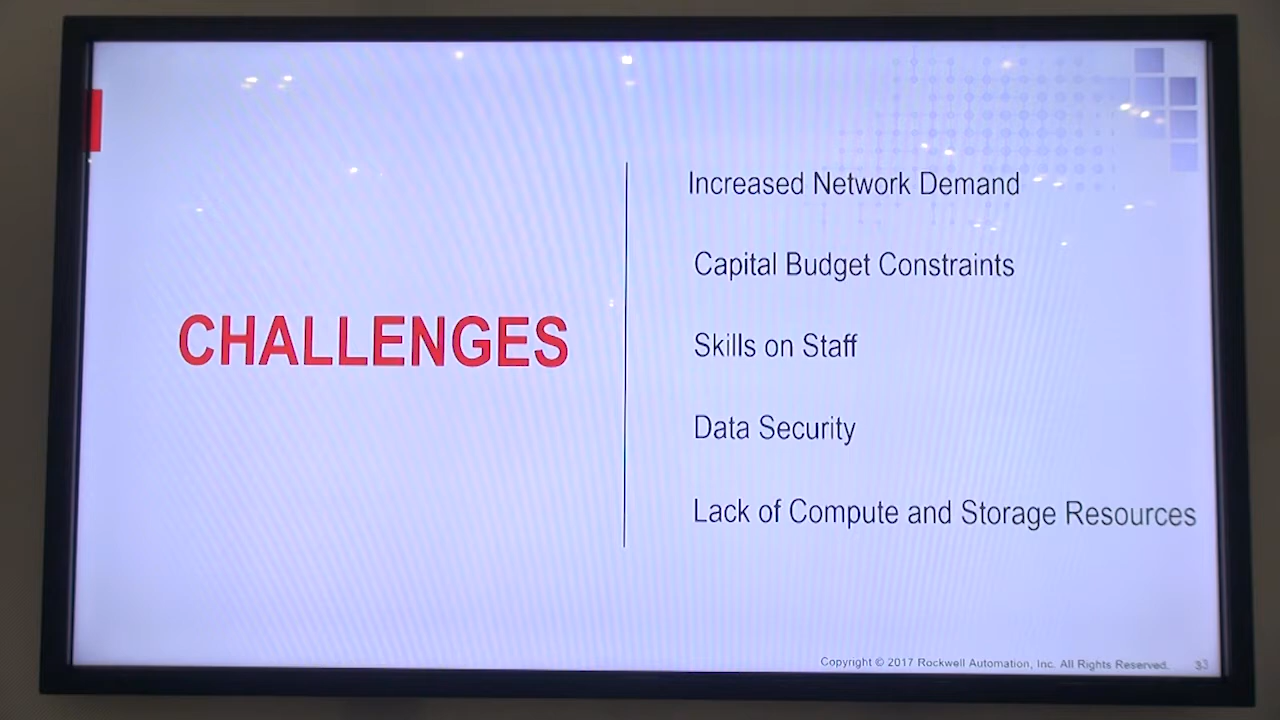 CHALLENGES
Increased Network Demand
Capital Budget Constraints
Skills on Staff
Data Security
Lack of Compute and Storage Resources
Copyright © 2017 Rockwell Automation, Inc. All Rights Reserved.